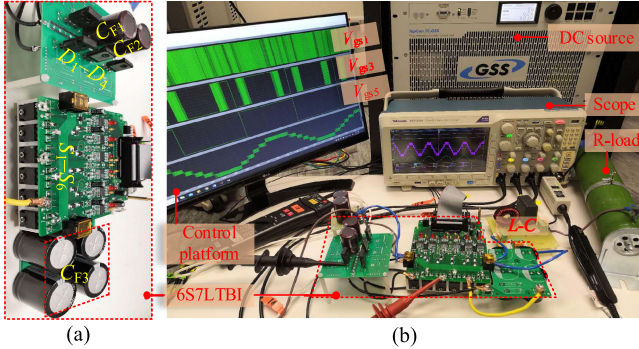 C_F1
C_F2
D_1–D_4
S_1–S_6
C_F3
V_gs1
V_gs3
V_gs5
DC source
GSS
Scope
R-load
L-C
Control
platform
6S7LTBI
(a)
(b)